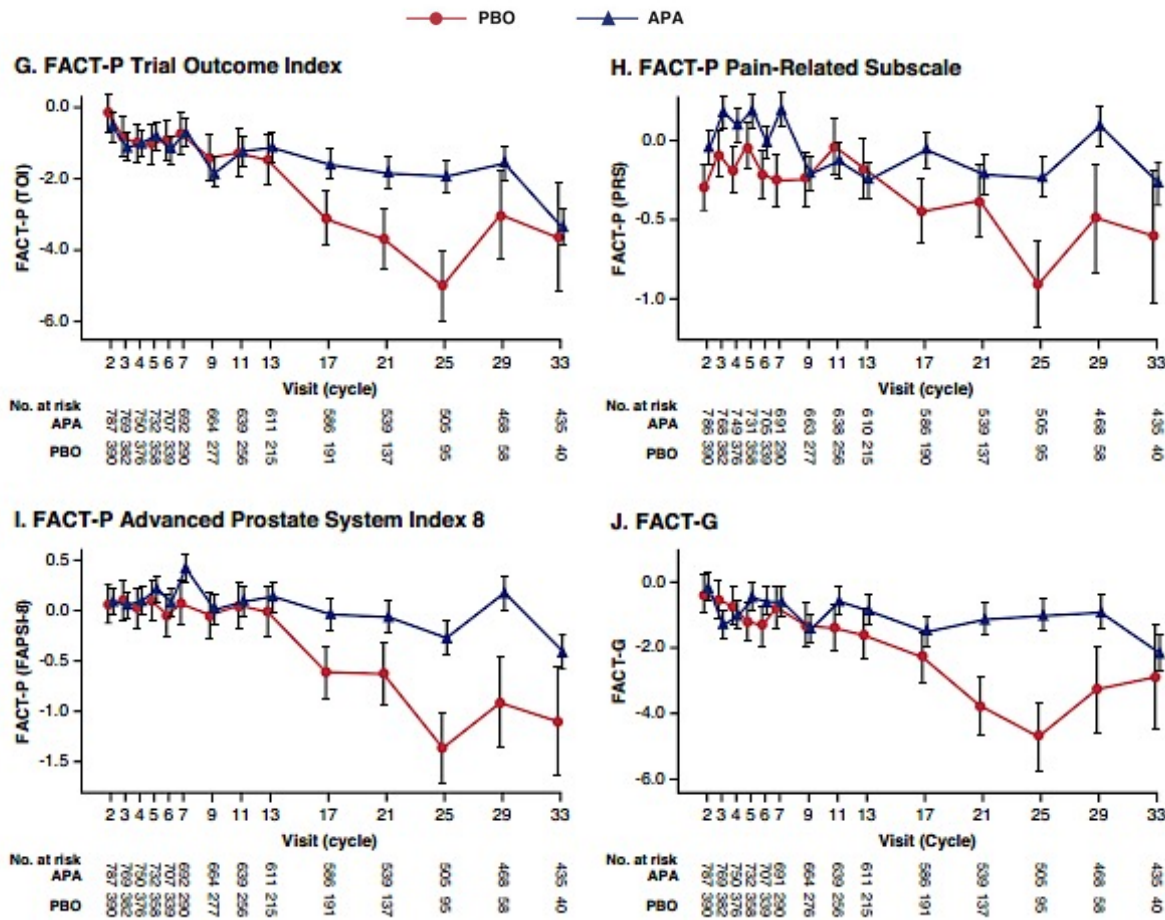 PBO APA
G. FACT-P Trial Outcome Index
FACT-P (TOI)
0.0
-2.0
-4.0
-6.0
2 3 4 5 6 7 9 11 13 17 21 25 29 33
Visit (cycle)
No. at risk
APA 787 769 750 732 707 692 664 639 611 586 539 505 468 435
PBO 390 382 376 358 339 290 277 256 215 191 137 95 58 40
H. FACT-P Pain-Related Subscale
FACT-P (PRS)
0.0
-0.5
-1.0
2 3 4 5 6 7 9 11 13 17 21 25 29 33
Visit (cycle)
No. at risk
APA 786 768 749 731 705 691 663 638 610 586 539 505 468 435
PBO 390 382 376 358 339 290 277 256 215 190 137 95 58 40
I. FACT-P Advanced Prostate System Index 8
FACT-P (FAPSI-8)
0.5
0.0
-0.5
-1.0
-1.5
2 3 4 5 6 7 9 11 13 17 21 25 29 33
Visit (cycle)
No. at risk
APA 787 769 750 732 707 692 664 639 611 586 539 505 468 435
PBO 390 382 376 358 339 290 277 256 215 191 137 95 58 40
J. FACT-G
FACT-G
0.0
-2.0
-4.0
-6.0
2 3 4 5 6 7 9 11 13 17 21 25 29 33
Visit (Cycle)
No. at risk
APA 787 769 750 732 707 691 664 639 611 586 539 505 468 435
PBO 390 382 376 358 339 290 276 256 215 191 137 95 58 40